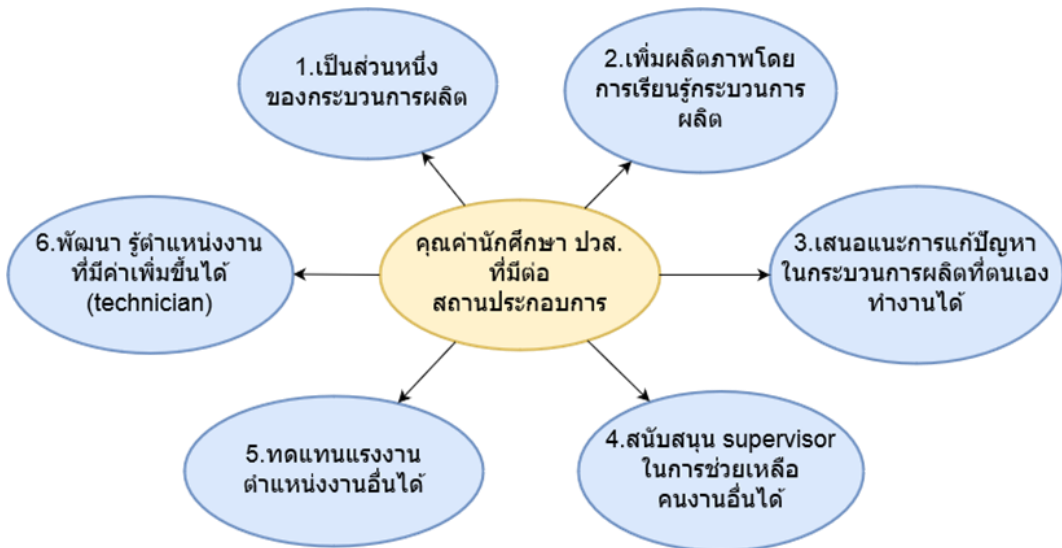 1.เป็นส่วนหนึ่ง
ของกระบวนการผลิต
2.เพิ่มผลิตภาพโดย
การเรียนรู้กระบวนการ
ผลิต
คุณค่านักศึกษา ปวส.
ที่มีต่อ
สถานประกอบการ
3.เสนอแนะการแก้ปัญหา
ในกระบวนการผลิตที่ตนเอง
ทำงานได้
4.สนับสนุน supervisor
ในการช่วยเหลือ
คนงานอื่นได้
5.ทดแทนแรงงาน
ตำแหน่งงานอื่นได้
6.พัฒนา รู้ตำแหน่งงาน
ที่มีค่าเพิ่มขึ้นได้
(technician)